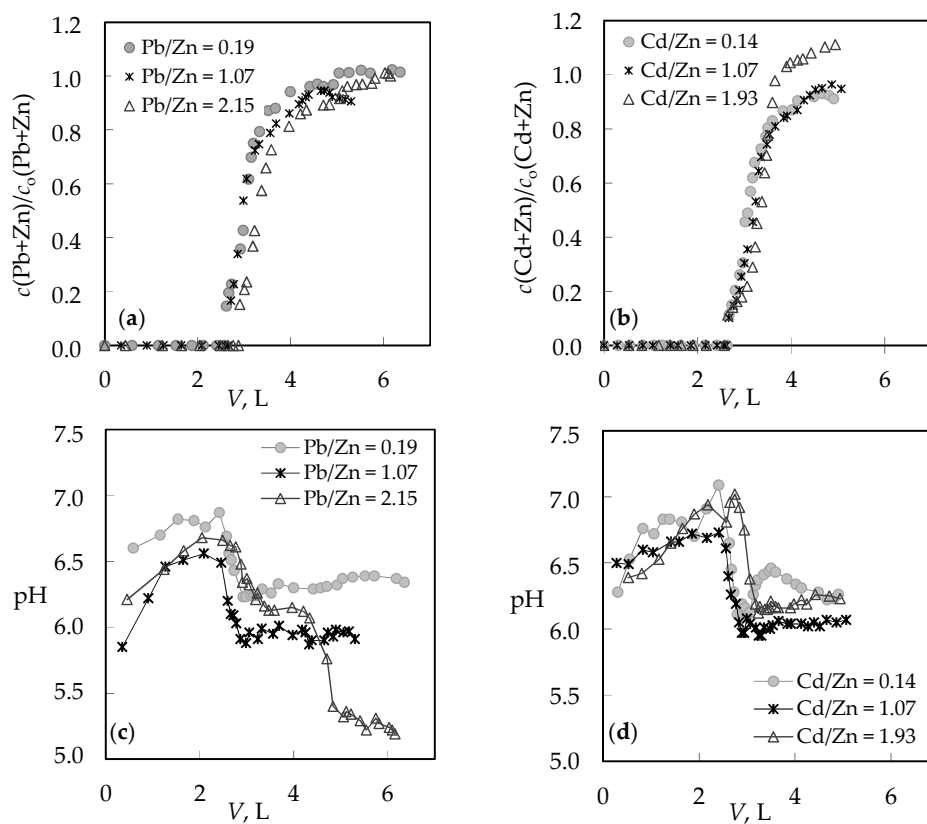 c(Pb+Zn)/cₒ(Pb+Zn)
1.2
1.0
0.8
0.6
0.4
0.2
0.0
Pb/Zn = 0.19
Pb/Zn = 1.07
Pb/Zn = 2.15
(a)
0 2 4 6
V, L
c(Cd+Zn)/cₒ(Cd+Zn)
1.2
1.0
0.8
0.6
0.4
0.2
0.0
Cd/Zn = 0.14
Cd/Zn = 1.07
Cd/Zn = 1.93
(b)
0 2 4 6
V, L
pH
7.5
7.0
6.5
6.0
5.5
5.0
Pb/Zn = 0.19
Pb/Zn = 1.07
Pb/Zn = 2.15
(c)
0 2 4 6
V, L
pH
7.5
7.0
6.5
6.0
5.5
5.0
Cd/Zn = 0.14
Cd/Zn = 1.07
Cd/Zn = 1.93
(d)
0 2 4 6
V, L